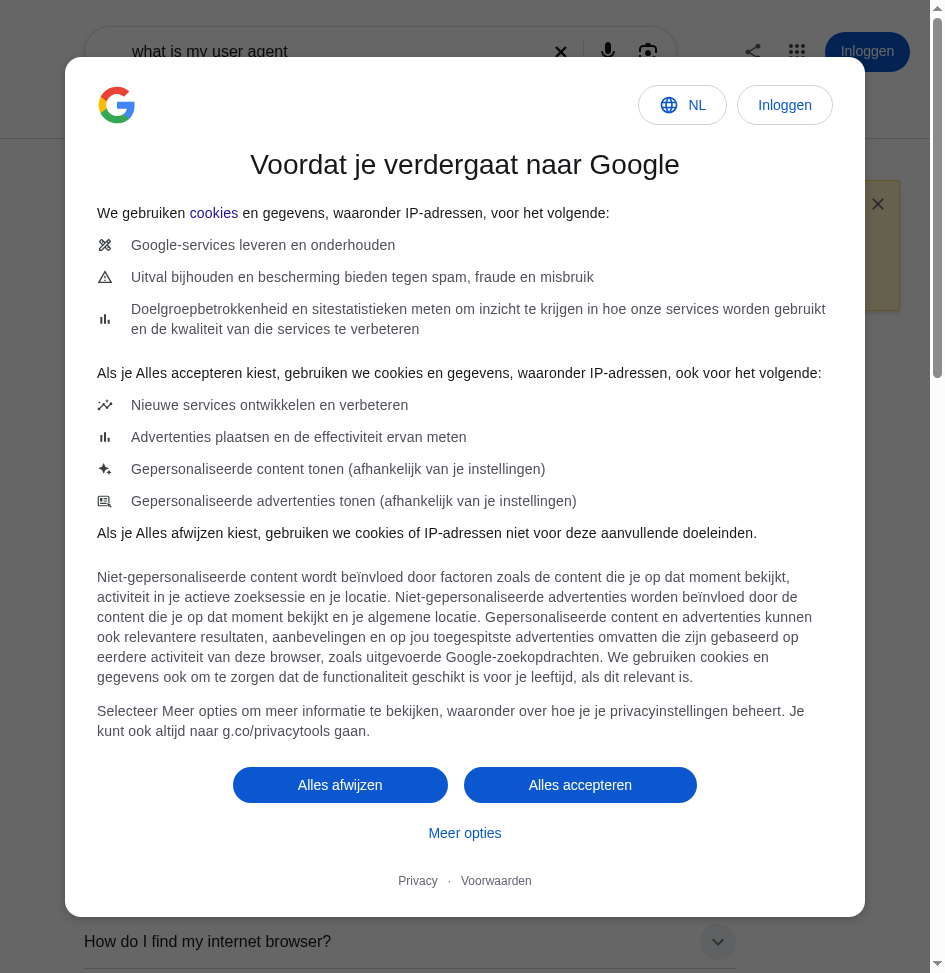 what is my user agent
Inloggen
NL
Inloggen
Voordat je verdergaat naar Google
We gebruiken cookies en gegevens, waaronder IP-adressen, voor het volgende:
Google-services leveren en onderhouden
Uitval bijhouden en bescherming bieden tegen spam, fraude en misbruik
Doelgroepbetrokkenheid en sitestatistieken meten om inzicht te krijgen in hoe onze services worden gebruikt
en de kwaliteit van die services te verbeteren
Als je Alles accepteren kiest, gebruiken we cookies en gegevens, waaronder IP-adressen, ook voor het volgende:
Nieuwe services ontwikkelen en verbeteren
Advertenties plaatsen en de effectiviteit ervan meten
Gepersonaliseerde content tonen (afhankelijk van je instellingen)
Gepersonaliseerde advertenties tonen (afhankelijk van je instellingen)
Als je Alles afwijzen kiest, gebruiken we cookies of IP-adressen niet voor deze aanvullende doeleinden.
Niet-gepersonaliseerde content wordt beïnvloed door factoren zoals de content die je op dat moment bekijkt,
activiteit in je actieve zoeksessie en je locatie. Niet-gepersonaliseerde advertenties worden beïnvloed door de
content die je op dat moment bekijkt en je algemene locatie. Gepersonaliseerde content en advertenties kunnen
ook relevantere resultaten, aanbevelingen en op jou toegespitste advertenties omvatten die zijn gebaseerd op
eerdere activiteit van deze browser, zoals uitgevoerde Google-zoekopdrachten. We gebruiken cookies en
gegevens ook om te zorgen dat de functionaliteit geschikt is voor je leeftijd, als dit relevant is.
Selecteer Meer opties om meer informatie te bekijken, waaronder over hoe je je privacyinstellingen beheert. Je
kunt ook altijd naar g.co/privacytools gaan.
Alles afwijzen
Alles accepteren
Meer opties
Privacy · Voorwaarden
How do I find my internet browser?